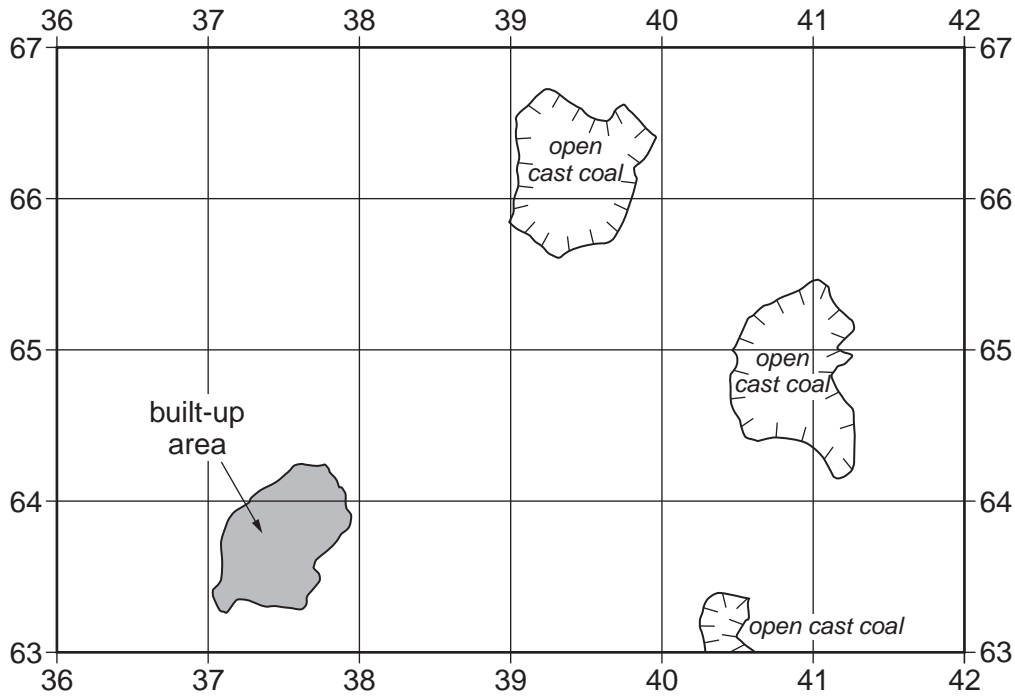 36 37 38 39 40 41 42
67 67
open
cast coal
66 66
65 65
open
cast coal
built-up
area
64 64
open cast coal
63 63
36 37 38 39 40 41 42